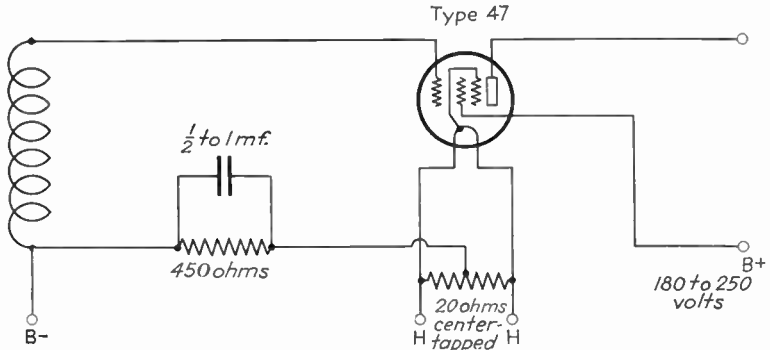 Type 47
½ to 1 mf.
450 ohms
B+
180 to 250
volts
20 ohms
center-
tapped
B-
H
H